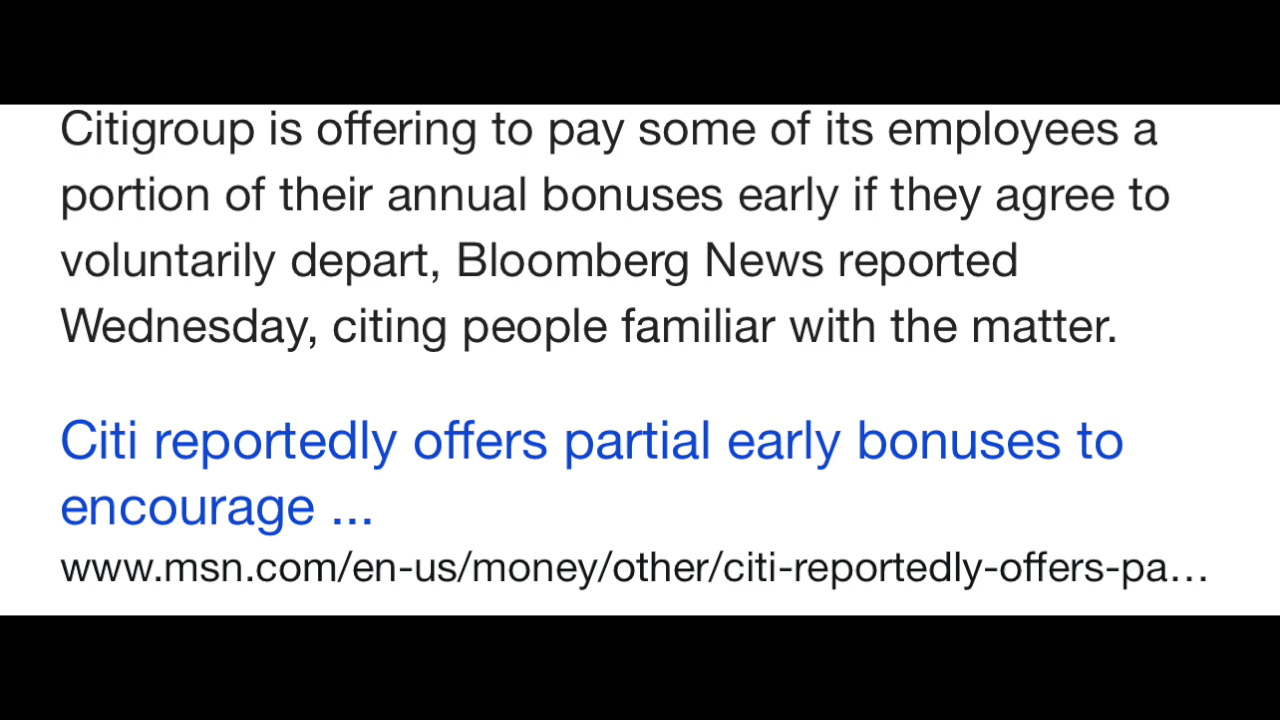 Citigroup is offering to pay some of its employees a
portion of their annual bonuses early if they agree to
voluntarily depart, Bloomberg News reported
Wednesday, citing people familiar with the matter.
Citi reportedly offers partial early bonuses to
encourage ...
www.msn.com/en-us/money/other/citi-reportedly-offers-pa...